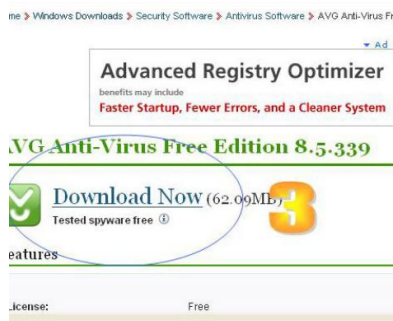 Windows Downloads > Security Software > Antivirus Software > AVG Anti-Virus
Ad
Advanced Registry Optimizer
benefits may include
Faster Startup, Fewer Errors, and a Cleaner System
AVG Anti-Virus Free Edition 8.5.339
Download Now (62.09MB)
3
Tested spyware free
eatures
License: Free